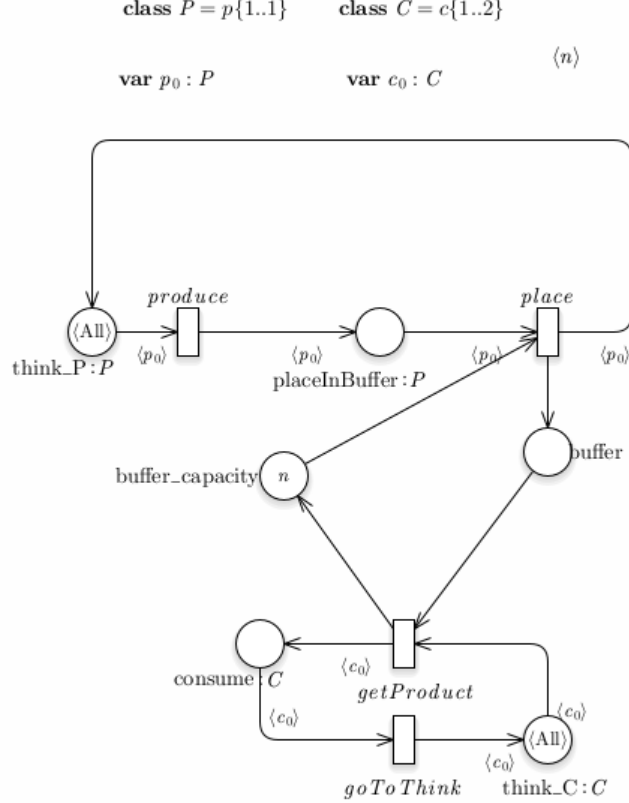 class P = p{1..1}   class C = c{1..2}
⟨n⟩
var p₀ : P   var c₀ : C
produce   place
⟨All⟩
⟨p₀⟩   ⟨p₀⟩   ⟨p₀⟩   ⟨p₀⟩
think_P : P
placeInBuffer : P
buffer
buffer_capacity   n
⟨c₀⟩
consume : C
getProduct
⟨c₀⟩   ⟨c₀⟩
⟨All⟩
⟨c₀⟩
goToThink   think_C : C